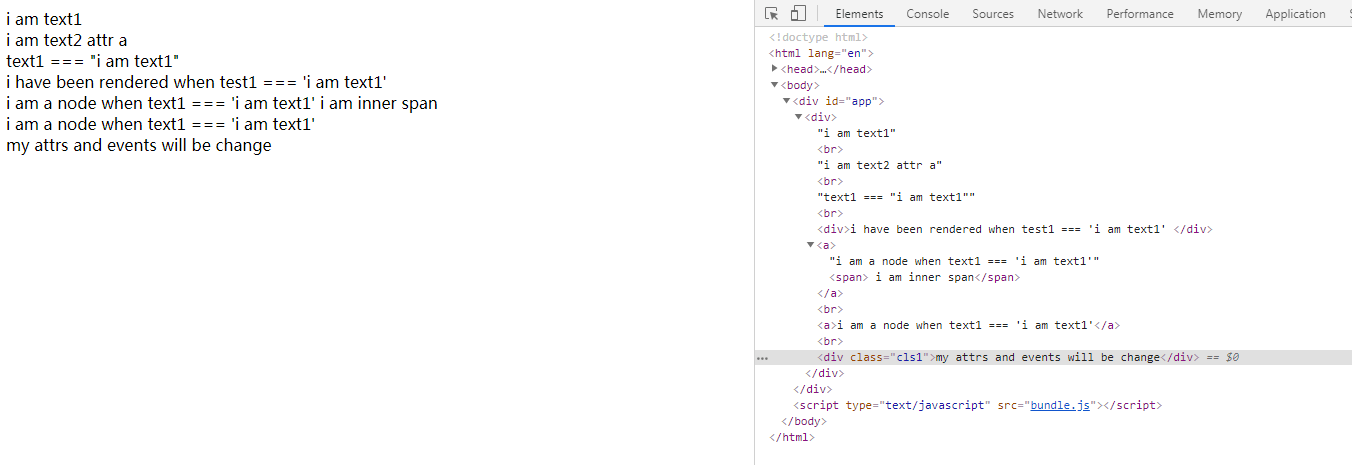 i am text1
i am text2 attr a
text1 === "i am text1"
i have been rendered when test1 === 'i am text1'
i am a node when text1 === 'i am text1' i am inner span
i am a node when text1 === 'i am text1'
my attrs and events will be change
Elements Console Sources Network Performance Memory Application
<!doctype html>
<html lang="en">
<head>…</head>
<body>
<div id="app">
<div>
"i am text1"
<br>
"i am text2 attr a"
<br>
"text1 === "i am text1""
<br>
<div>i have been rendered when test1 === 'i am text1' </div>
<a>
"i am a node when text1 === 'i am text1'"
<span> i am inner span</span>
</a>
<br>
<a>i am a node when text1 === 'i am text1'</a>
<br>
<div class="cls1">my attrs and events will be change</div> == $0
</div>
</div>
<script type="text/javascript" src="bundle.js"></script>
</body>
</html>